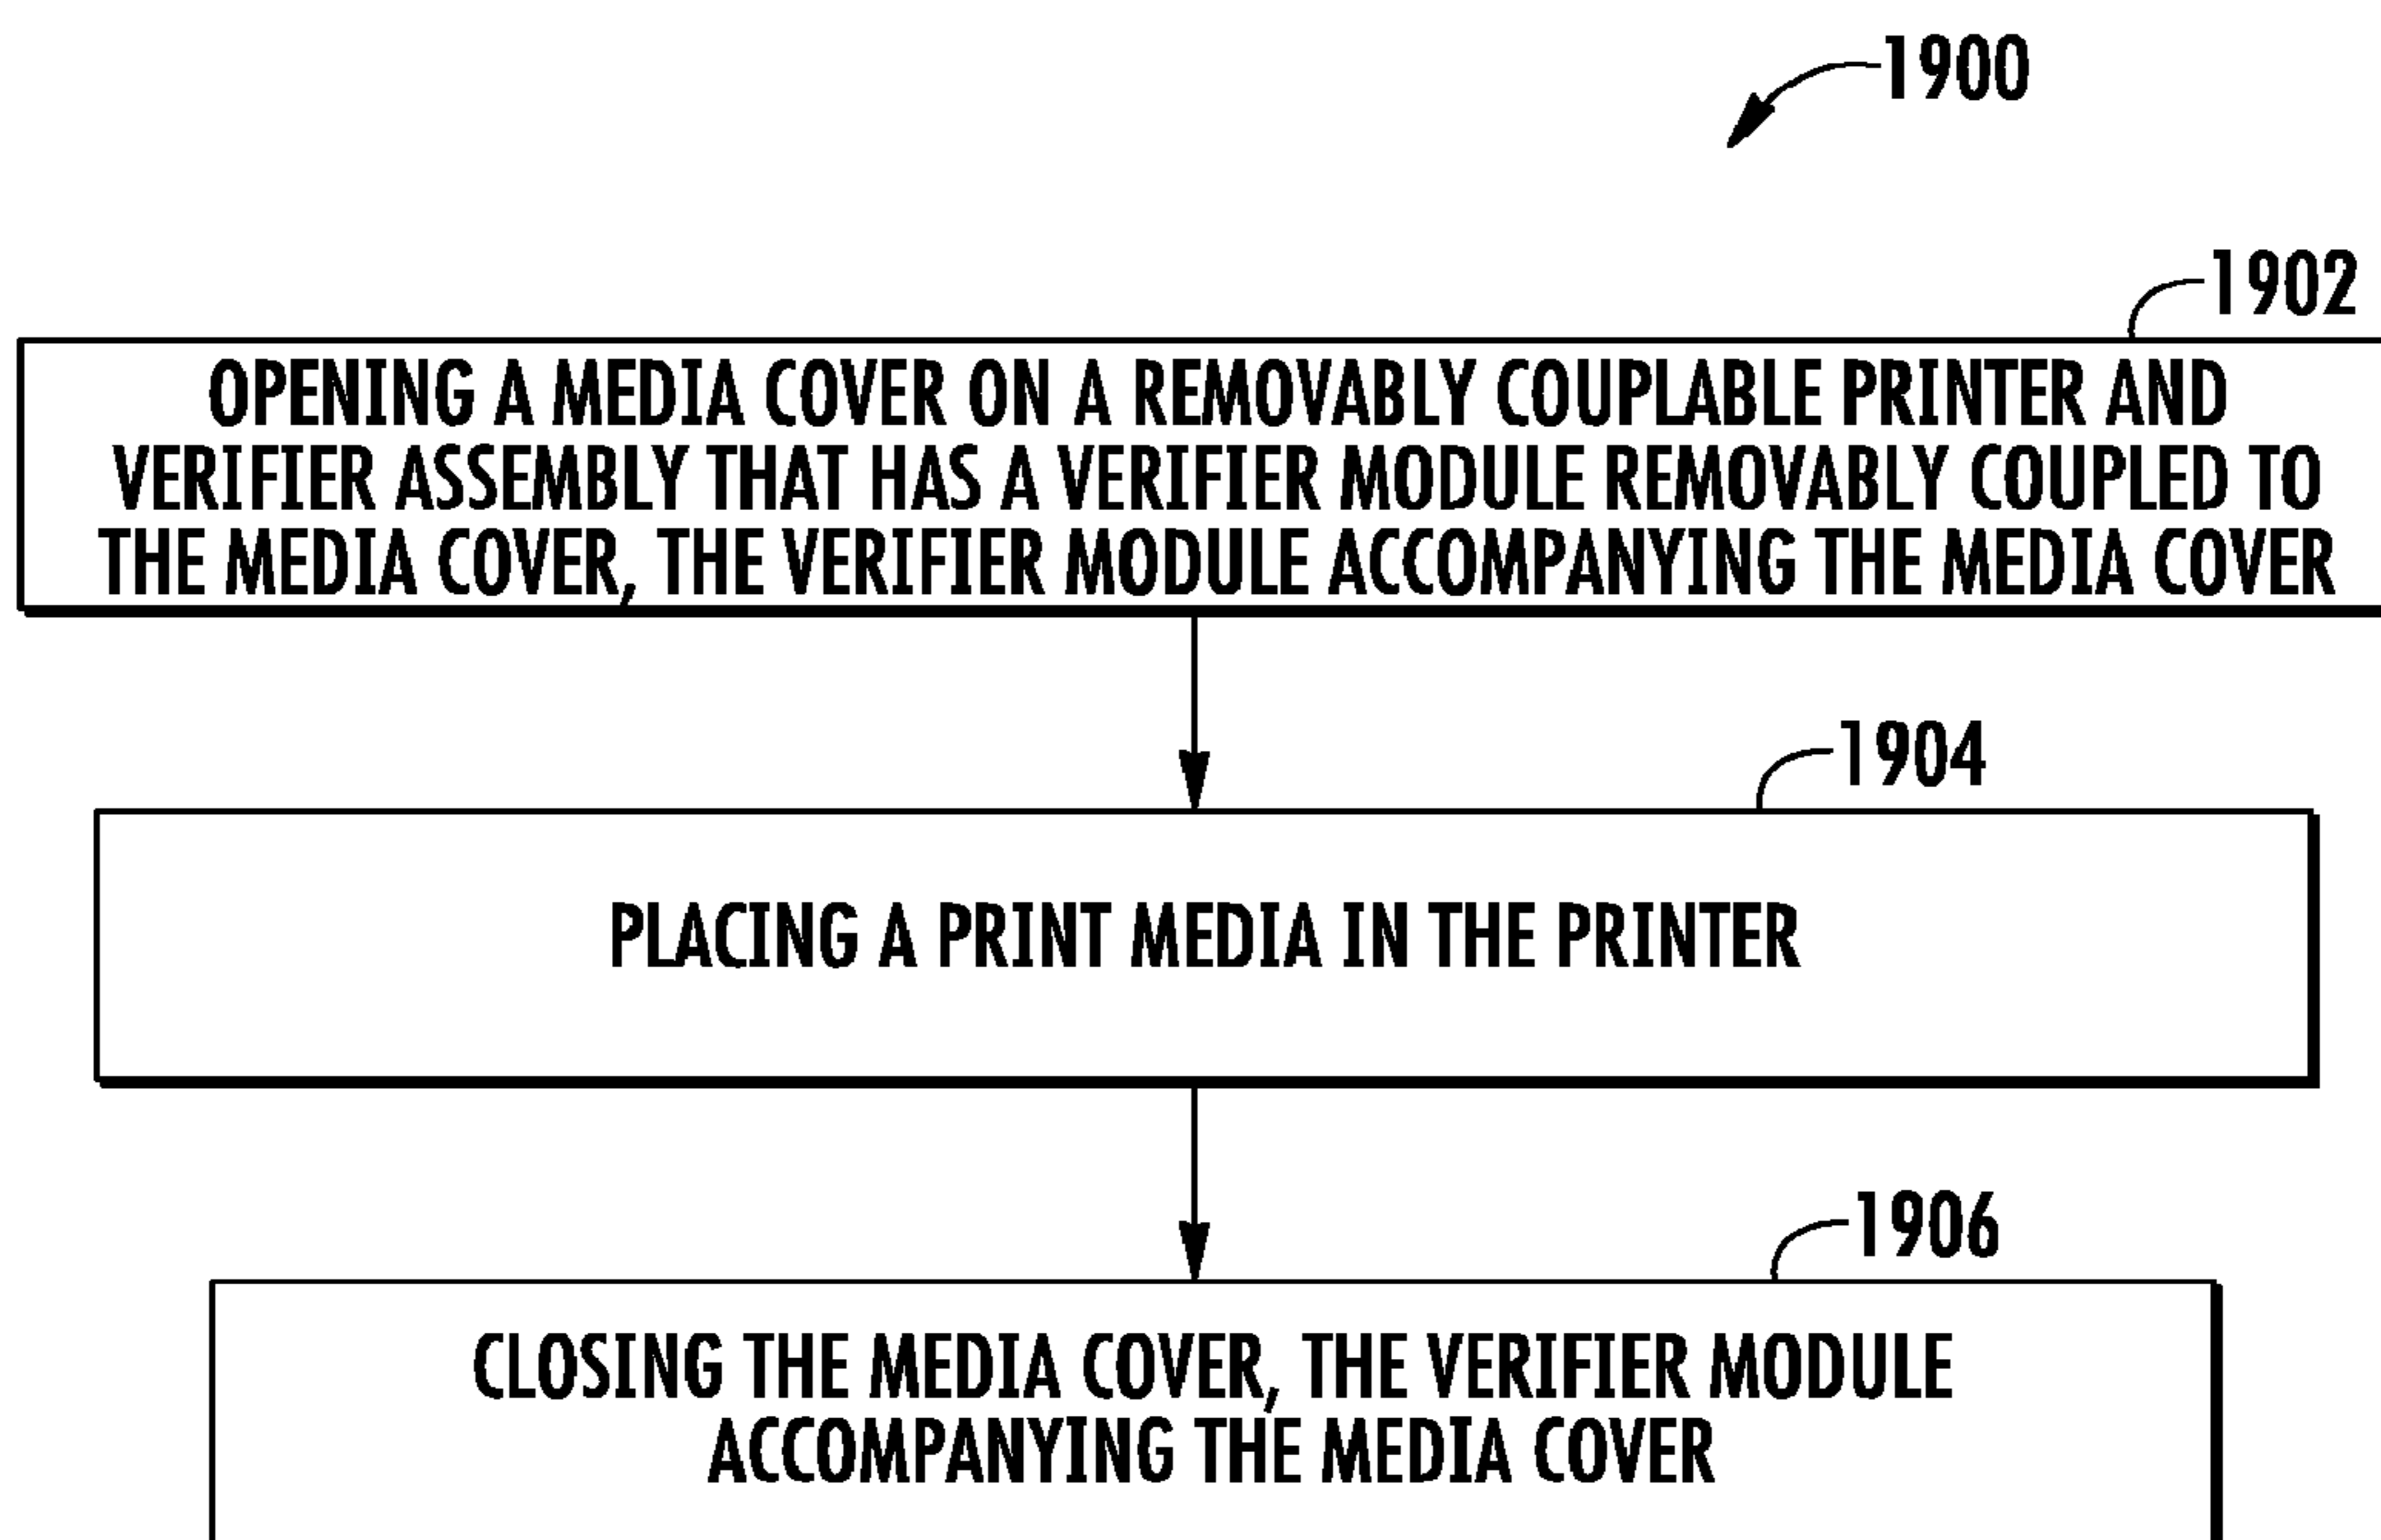 1900
1902
OPENING A MEDIA COVER ON A REMOVABLY COUPLABLE PRINTER AND
VERIFIER ASSEMBLY THAT HAS A VERIFIER MODULE REMOVABLY COUPLED TO
THE MEDIA COVER, THE VERIFIER MODULE ACCOMPANYING THE MEDIA COVER
1904
PLACING A PRINT MEDIA IN THE PRINTER
1906
CLOSING THE MEDIA COVER, THE VERIFIER MODULE
ACCOMPANYING THE MEDIA COVER